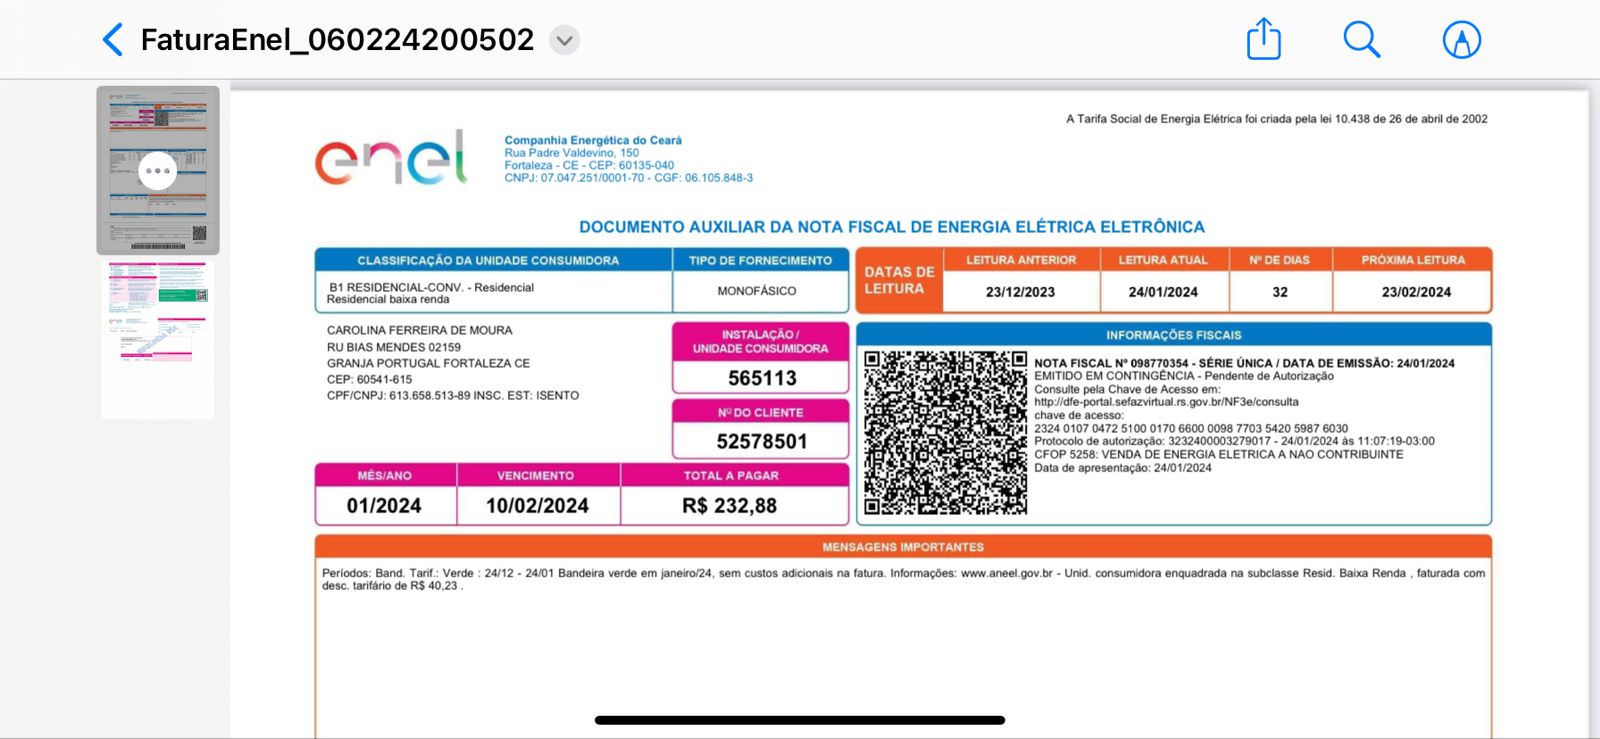 FaturaEnel_060224200502
A Tarifa Social de Energia Elétrica foi criada pela lei 10.438 de 26 de abril de 2002
enel
Companhia Energética do Ceará
Rua Padre Valdevino, 150
Fortaleza - CE - CEP: 60135-040
CNPJ: 07.047.251/0001-70 - CGF: 06.105.848-3
DOCUMENTO AUXILIAR DA NOTA FISCAL DE ENERGIA ELÉTRICA ELETRÔNICA
CLASSIFICAÇÃO DA UNIDADE CONSUMIDORA
B1 RESIDENCIAL-CONV. - Residencial
Residencial baixa renda
TIPO DE FORNECIMENTO
MONOFÁSICO
DATAS DE
LEITURA
LEITURA ANTERIOR LEITURA ATUAL Nº DE DIAS PRÓXIMA LEITURA
23/12/2023 24/01/2024 32 23/02/2024
CAROLINA FERREIRA DE MOURA
RU BIAS MENDES 02159
GRANJA PORTUGAL FORTALEZA CE
CEP: 60541-615
CPF/CNPJ: 613.658.513-89 INSC. EST: ISENTO
INSTALAÇÃO /
UNIDADE CONSUMIDORA
565113
Nº DO CLIENTE
52578501
MÊS/ANO VENCIMENTO TOTAL A PAGAR
01/2024 10/02/2024 R$ 232,88
INFORMAÇÕES FISCAIS
NOTA FISCAL Nº 098770354 - SÉRIE ÚNICA / DATA DE EMISSÃO: 24/01/2024
EMITIDO EM CONTINGÊNCIA - Pendente de Autorização
Consulte pela Chave de Acesso em:
http://dfe-portal.sefazvirtual.rs.gov.br/NF3e/consulta
chave de acesso:
2324 0107 0472 5100 0170 6600 0098 7703 5420 5987 6030
Protocolo de autorização: 3232400003279017 - 24/01/2024 às 11:07:19-03:00
CFOP 5258: VENDA DE ENERGIA ELETRICA A NAO CONTRIBUINTE
Data de apresentação: 24/01/2024
MENSAGENS IMPORTANTES
Períodos: Band. Tarif.: Verde : 24/12 - 24/01 Bandeira verde em janeiro/24, sem custos adicionais na fatura. Informações: www.aneel.gov.br - Unid. consumidora enquadrada na subclasse Resid. Baixa Renda , faturada com
desc. tarifário de R$ 40,23 .